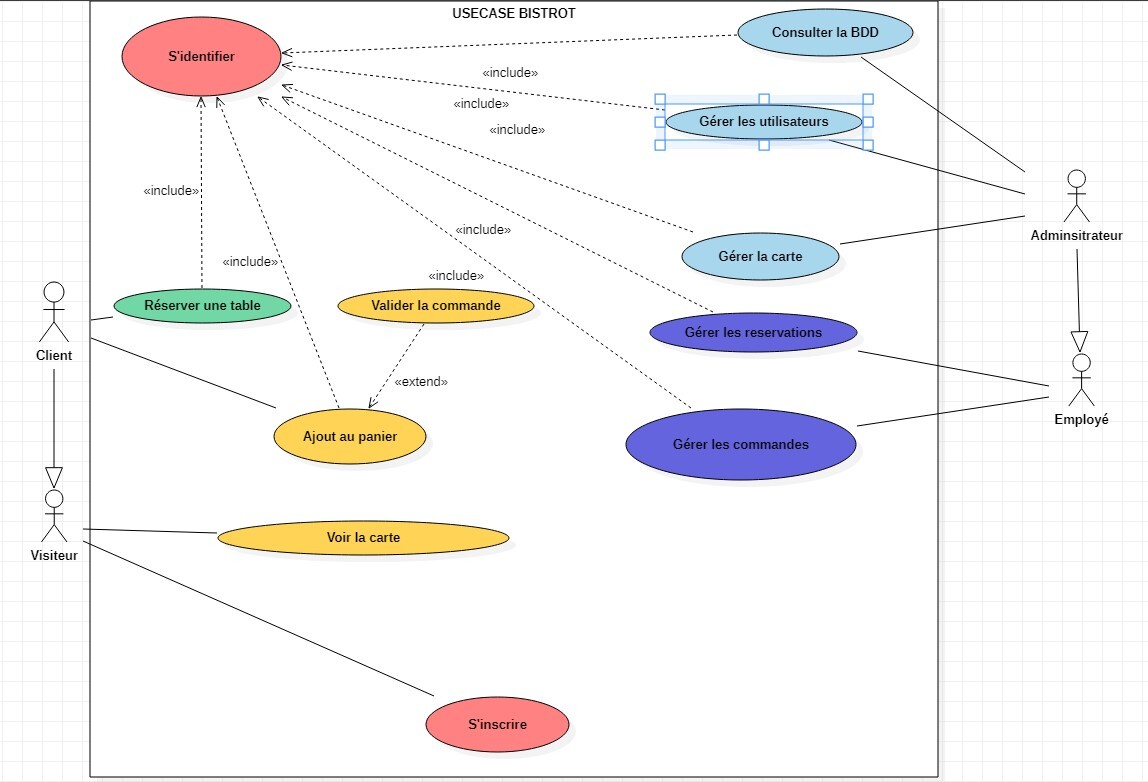 USECASE BISTROT
Consulter la BDD
S'identifier
«include»
«include»
Gérer les utilisateurs
«include»
«include»
«include»
Adminsitrateur
Gérer la carte
«include»
«include»
Réserver une table
Valider la commande
Gérer les reservations
Client
«extend»
Employé
Ajout au panier
Gérer les commandes
Voir la carte
Visiteur
S'inscrire